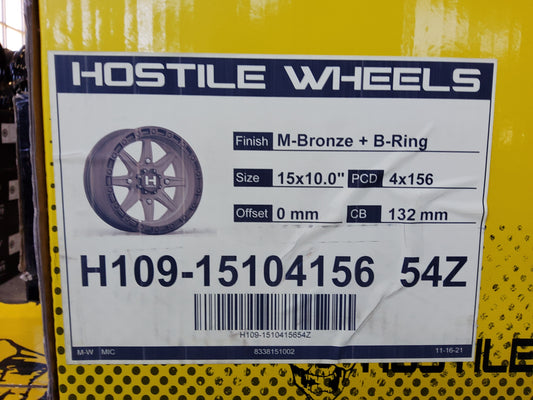 HOSTILE WHEELS
Finish M-Bronze + B-Ring
Size 15x10.0" PCD 4x156
Offset 0 mm CB 132 mm
H
H109-15104156 54Z
H109-1510415654Z
M-W MIC 8338151002 11-16-21
HOSTILE